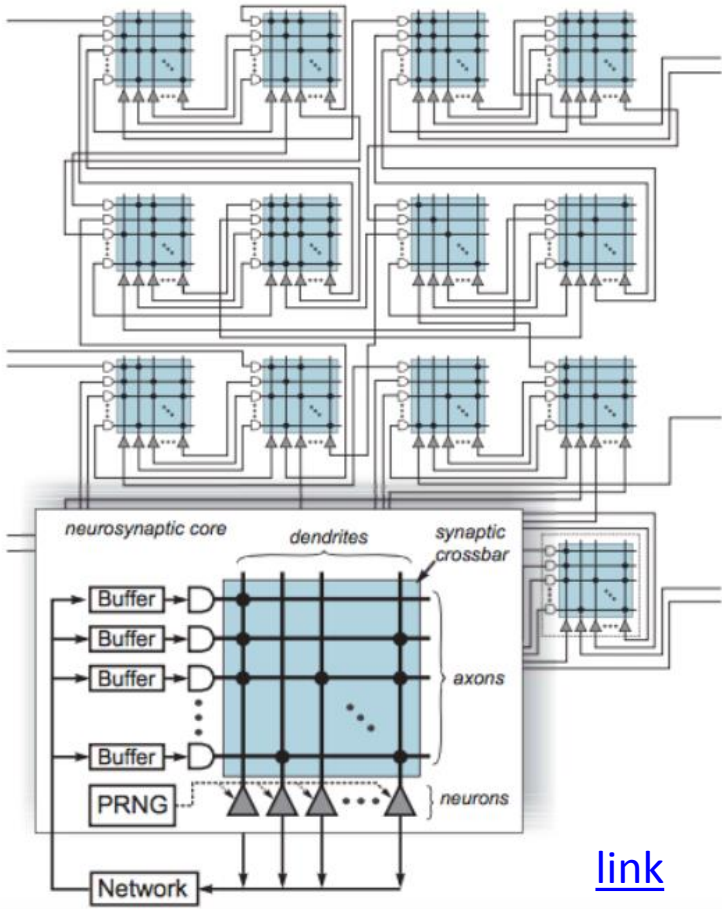 neurosynaptic core
dendrites
synaptic
crossbar
Buffer
Buffer
Buffer
axons
Buffer
PRNG
neurons
Network
link